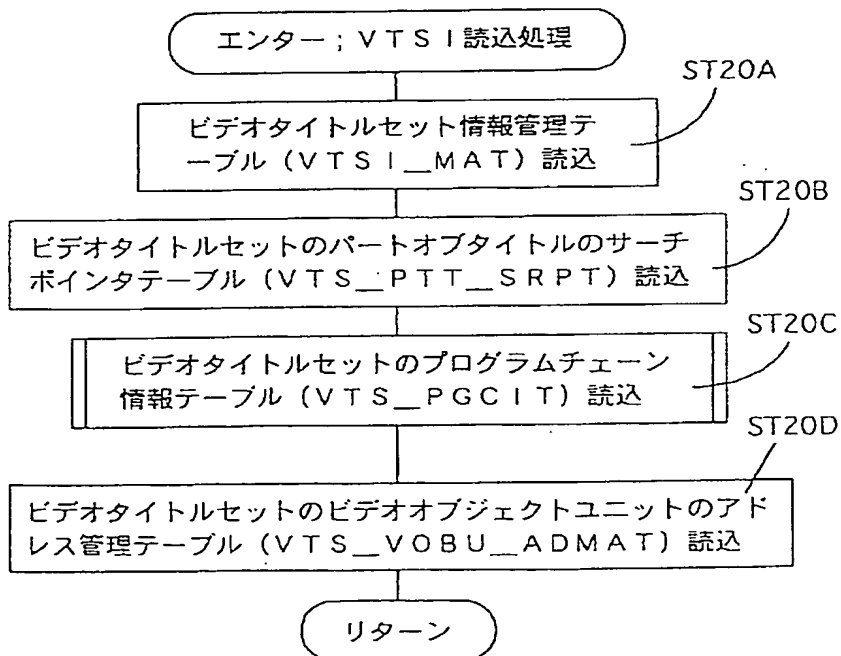 エンター；ＶＴＳＩ読込処理
ST20A
ビデオタイトルセット情報管理テ
ーブル（ＶＴＳＩ＿ＭＡＴ）読込
ST20B
ビデオタイトルセットのパートオブタイトルのサーチ
ポインタテーブル（ＶＴＳ＿ＰＴＴ＿ＳＲＰＴ）読込
ST20C
ビデオタイトルセットのプログラムチェーン
情報テーブル（ＶＴＳ＿ＰＧＣＩＴ）読込
ST20D
ビデオタイトルセットのビデオオブジェクトユニットのアド
レス管理テーブル（ＶＴＳ＿ＶＯＢＵ＿ＡＤＭＡＴ）読込
リターン